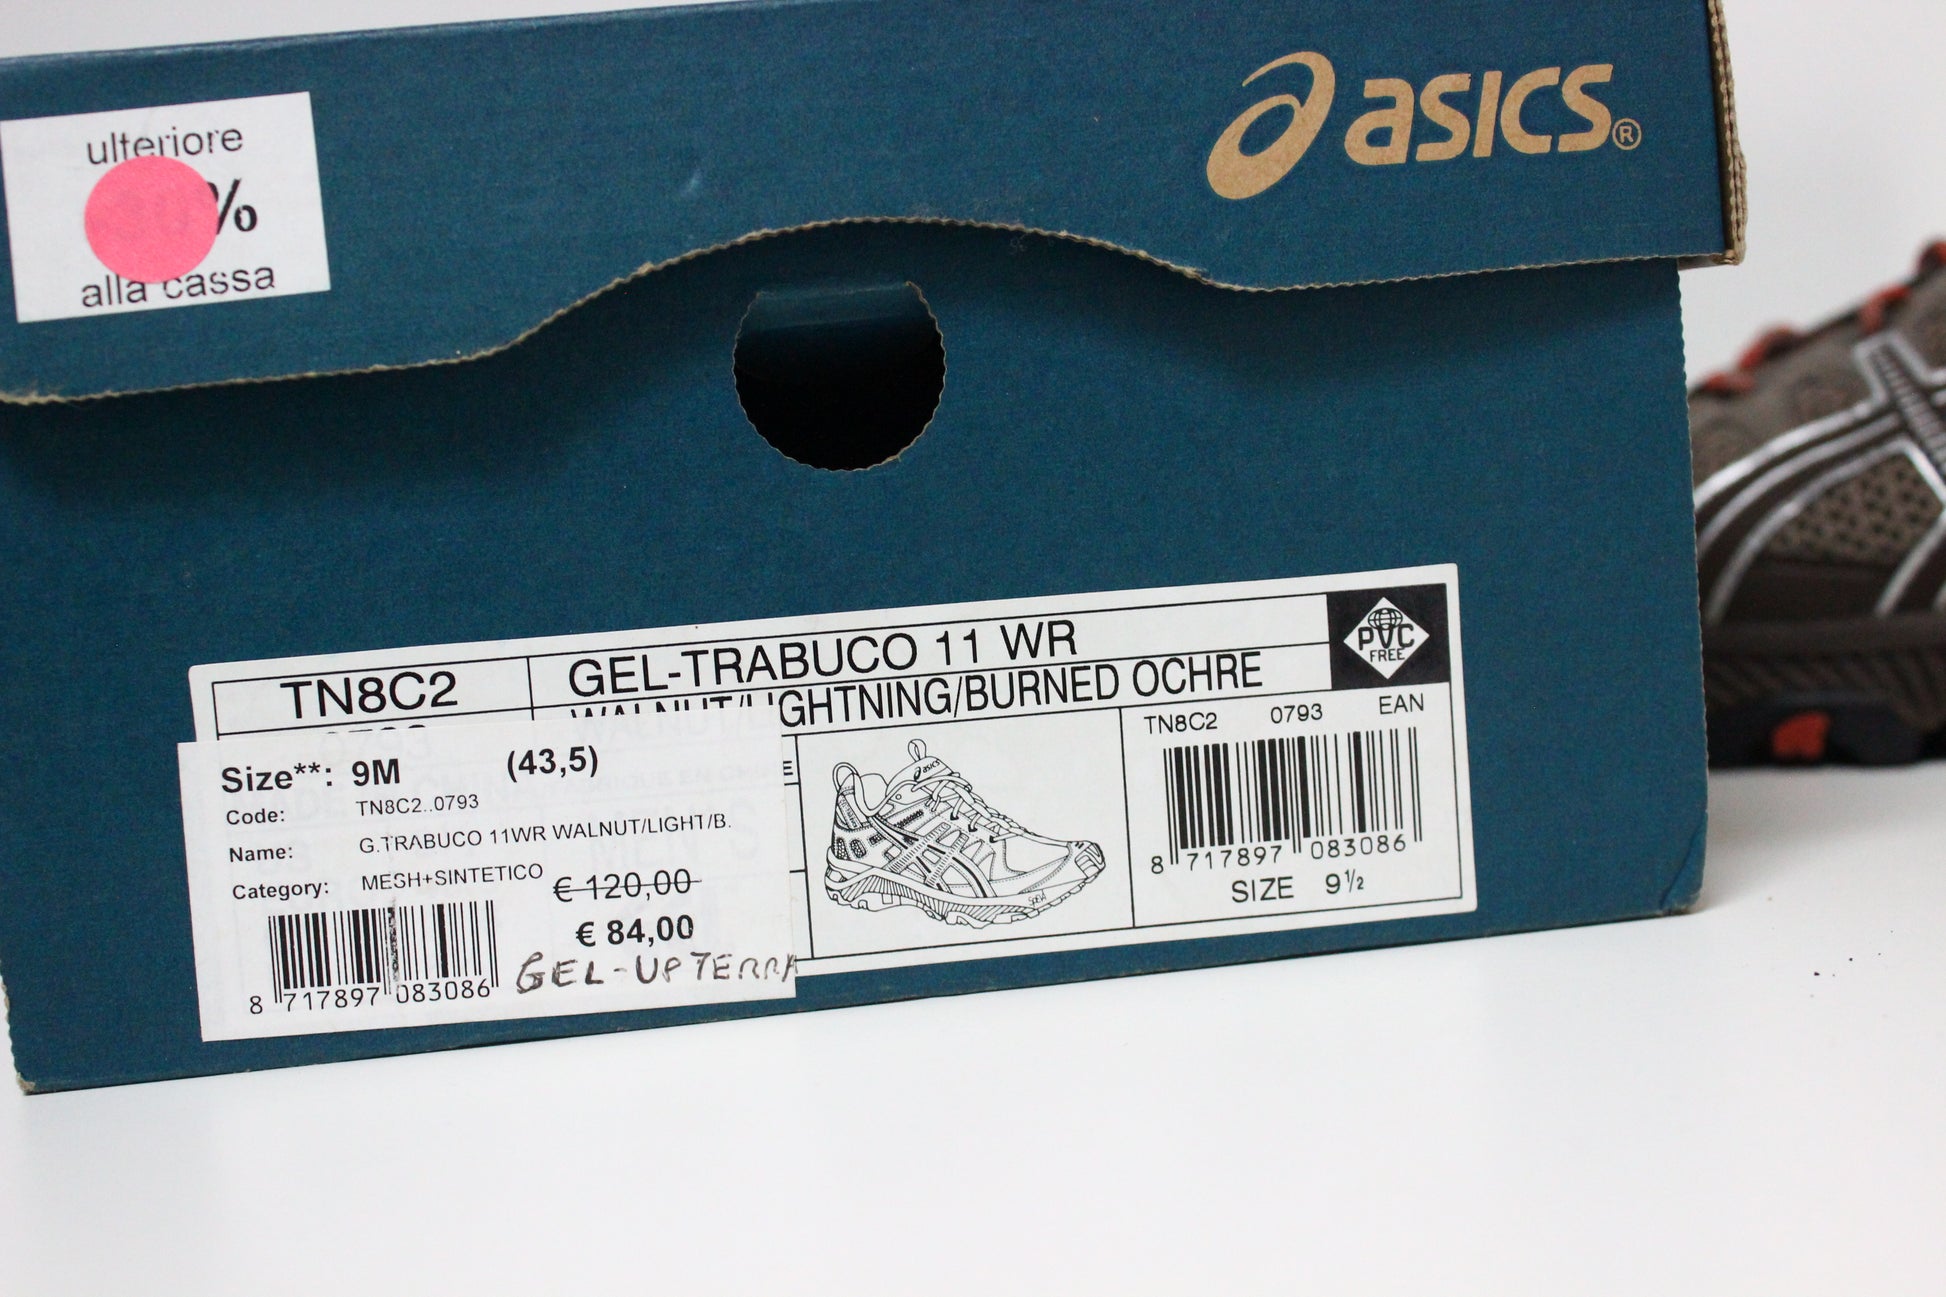 asics®
ulteriore
%
alla cassa
TN8C2
GEL-TRABUCO 11 WR
WALNUT/LIGHTNING/BURNED OCHRE
PVC
FREE
0793
TN8C2 0793 EAN
8 717897 083086
SIZE 9½
asics
Size**: 9M (43,5)
Code: TN8C2..0793
Name: G.TRABUCO 11WR WALNUT/LIGHT/B.
Category: MESH+SINTETICO
€ 120,00
€ 84,00
GEL-UPTERRA
8 717897 083086